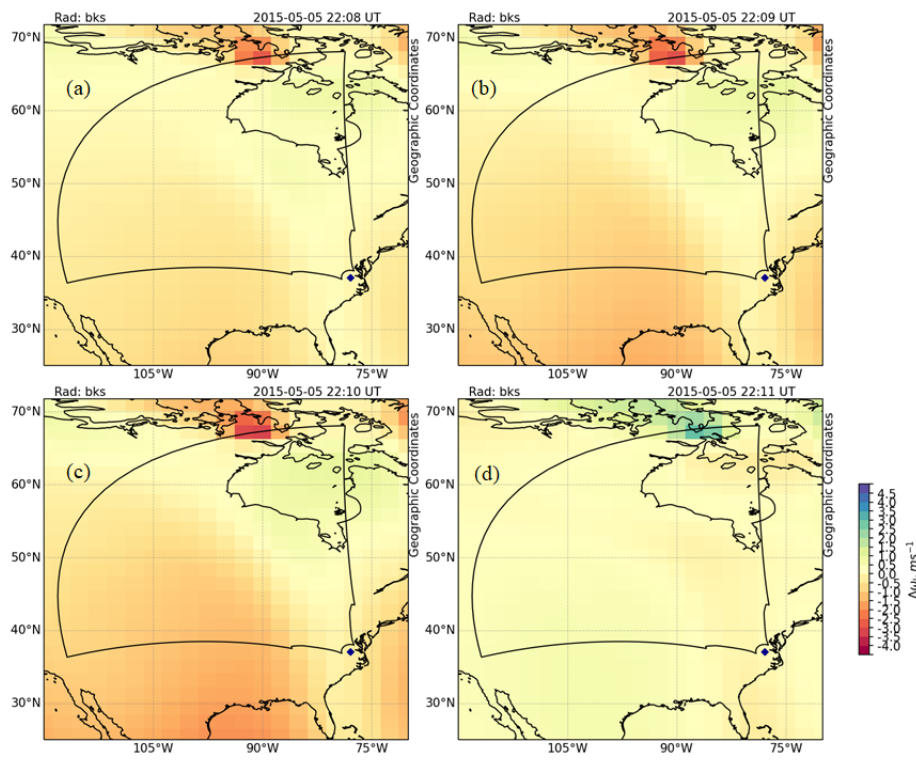 Rad: bks 2015-05-05 22:08 UT
70°N
60°N
50°N
40°N
30°N
105°W 90°W 75°W
(a)
Geographic Coordinates
Rad: bks 2015-05-05 22:09 UT
70°N
60°N
50°N
40°N
30°N
105°W 90°W 75°W
(b)
Geographic Coordinates
Rad: bks 2015-05-05 22:10 UT
70°N
60°N
50°N
40°N
30°N
105°W 90°W 75°W
(c)
Geographic Coordinates
Rad: bks 2015-05-05 22:11 UT
70°N
60°N
50°N
40°N
30°N
105°W 90°W 75°W
(d)
Geographic Coordinates
4.5
4.0
3.5
3.0
2.5
2.0
1.5
1.0
0.5
0.0
-0.5
-1.0
-1.5
-2.0
-2.5
-3.0
-3.5
-4.0
ms⁻¹